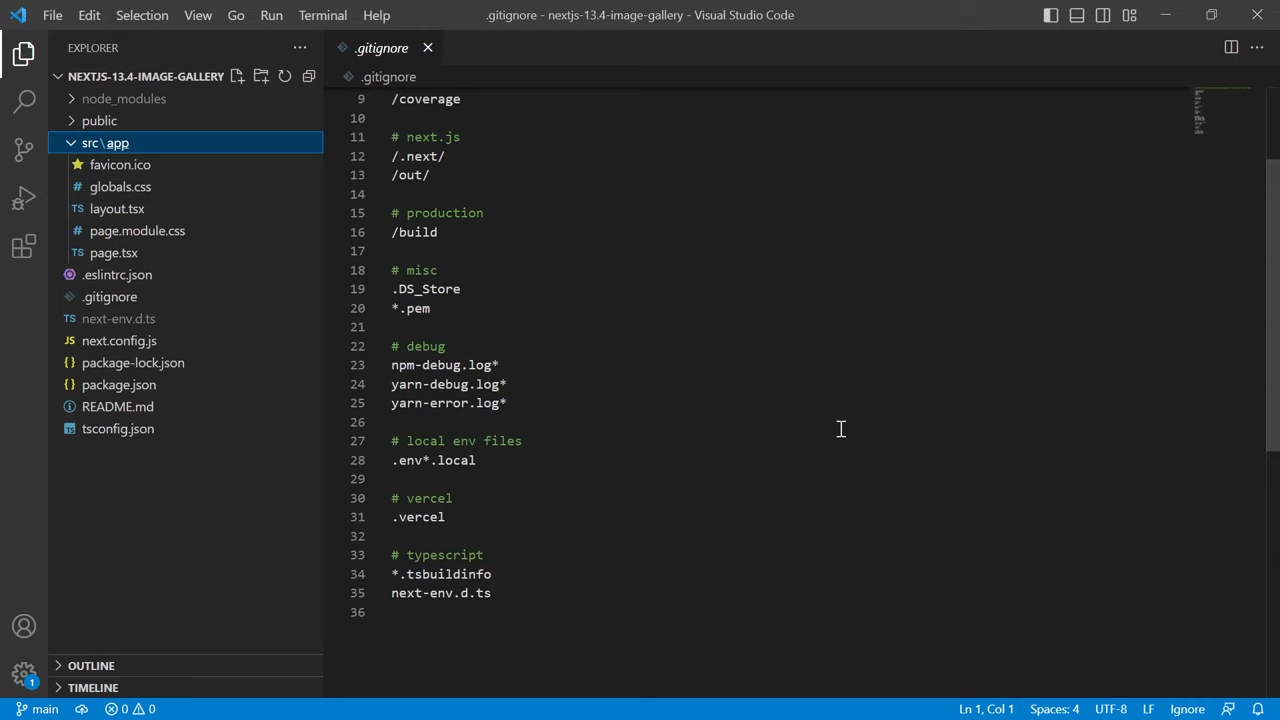 File Edit Selection View Go Run Terminal Help
.gitignore - nextjs-13.4-image-gallery - Visual Studio Code
EXPLORER
NEXTJS-13.4-IMAGE-GALLERY
node_modules
public
src\app
favicon.ico
# globals.css
TS layout.tsx
# page.module.css
TS page.tsx
.eslintrc.json
.gitignore
TS next-env.d.ts
JS next.config.js
{} package-lock.json
{} package.json
README.md
TS tsconfig.json
OUTLINE
TIMELINE
1
.gitignore
.gitignore
9 /coverage
10
11 # next.js
12 /.next/
13 /out/
14
15 # production
16 /build
17
18 # misc
19 .DS_Store
20 *.pem
21
22 # debug
23 npm-debug.log*
24 yarn-debug.log*
25 yarn-error.log*
26
27 # local env files
28 .env*.local
29
30 # vercel
31 .vercel
32
33 # typescript
34 *.tsbuildinfo
35 next-env.d.ts
36
main 0 0 Ln 1, Col 1 Spaces: 4 UTF-8 LF Ignore